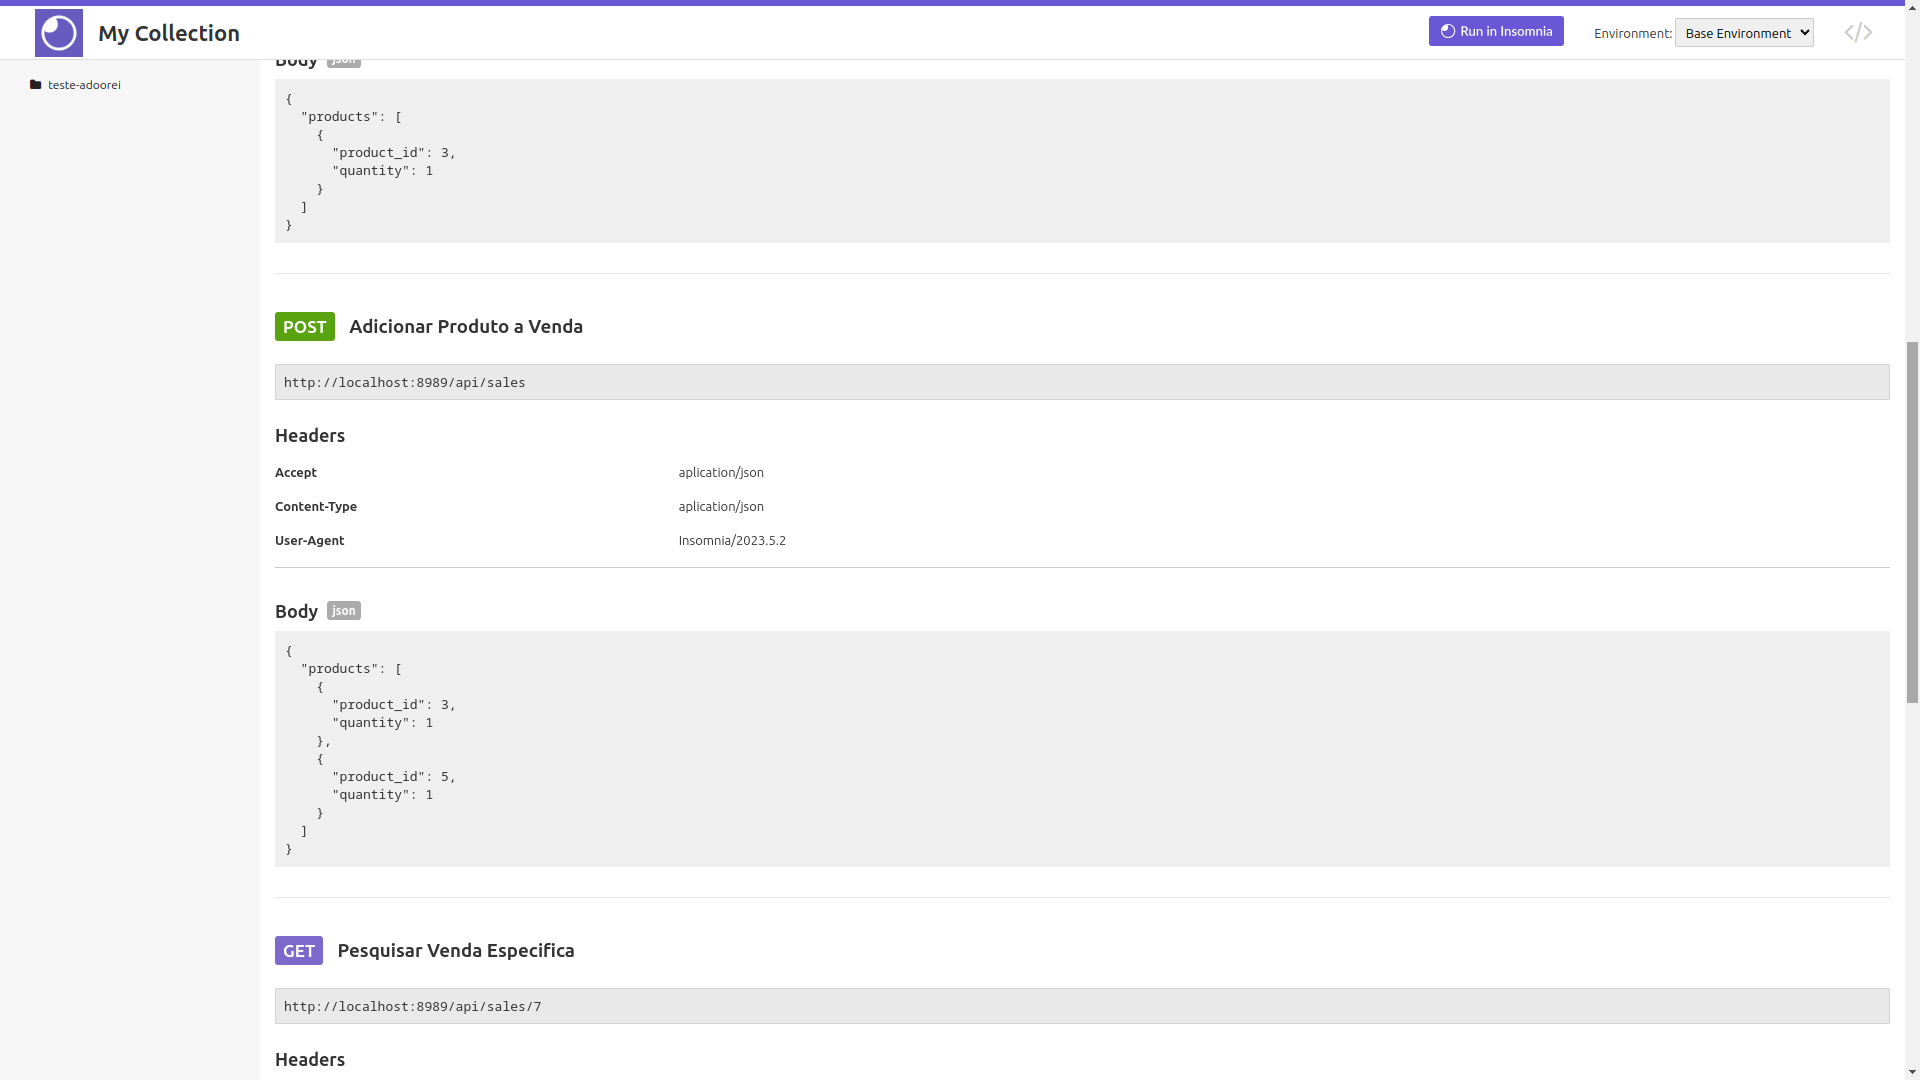 My Collection
Run in Insomnia
Environment: Base Environment
</>
teste-adoorei
Body json
{
  "products": [
    {
      "product_id": 3,
      "quantity": 1
    }
  ]
}
POST Adicionar Produto a Venda
http://localhost:8989/api/sales
Headers
Accept aplication/json
Content-Type aplication/json
User-Agent Insomnia/2023.5.2
Body json
{
  "products": [
    {
      "product_id": 3,
      "quantity": 1
    },
    {
      "product_id": 5,
      "quantity": 1
    }
  ]
}
GET Pesquisar Venda Especifica
http://localhost:8989/api/sales/7
Headers